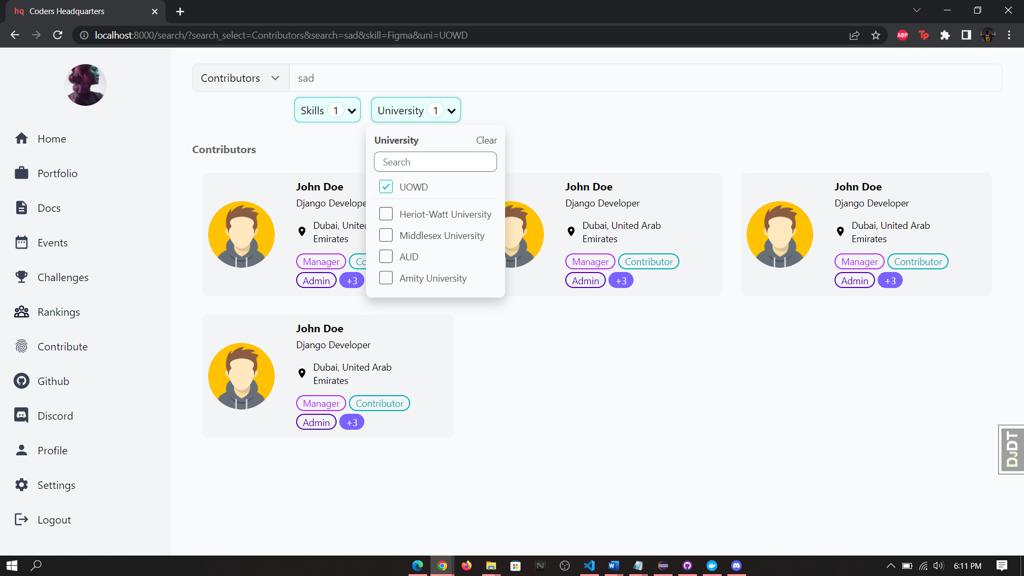 hq Coders Headquarters
localhost:8000/search/?search_select=Contributors&search=sad&skill=Figma&uni=UOWD
ABP
Contributors
sad
Skills 1
University 1
Home
Portfolio
Docs
Events
Challenges
Rankings
Contribute
Github
Discord
Profile
Settings
Logout
University Clear
Search
UOWD
Heriot-Watt University
Middlesex University
AUD
Amity University
Contributors
John Doe
Django Develope
Dubai, Unite
Emirates
Manager Co
Admin +3
John Doe
Django Developer
Dubai, United Arab
Emirates
Manager Contributor
Admin +3
John Doe
Django Developer
Dubai, United Arab
Emirates
Manager Contributor
Admin +3
John Doe
Django Developer
Dubai, United Arab
Emirates
Manager Contributor
Admin +3
DJDT
6:11 PM